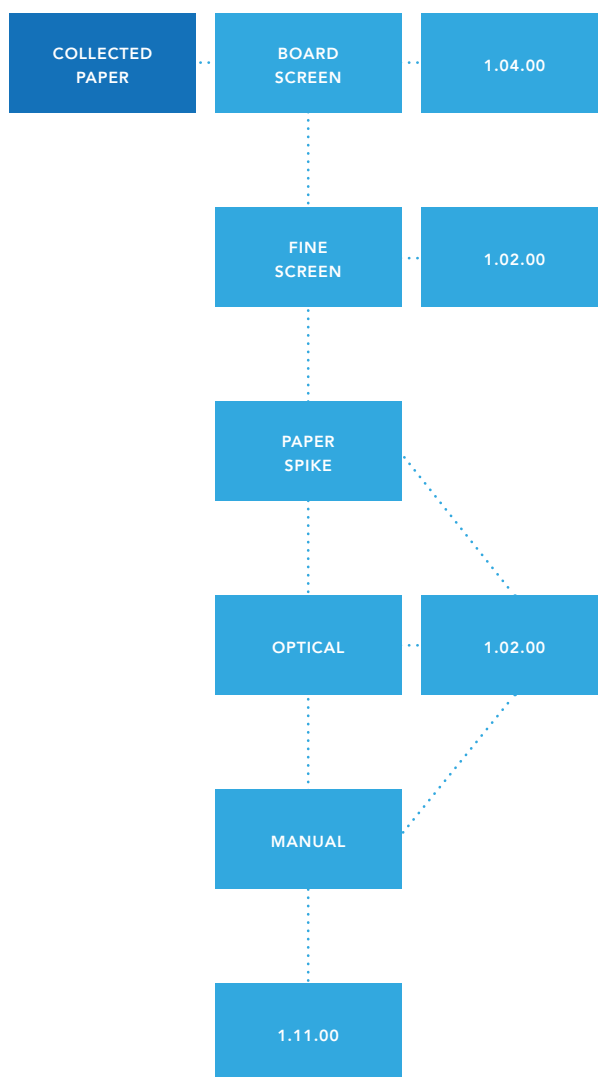 COLLECTED
PAPER
BOARD
SCREEN
1.04.00
FINE
SCREEN
1.02.00
PAPER
SPIKE
OPTICAL
1.02.00
MANUAL
1.11.00